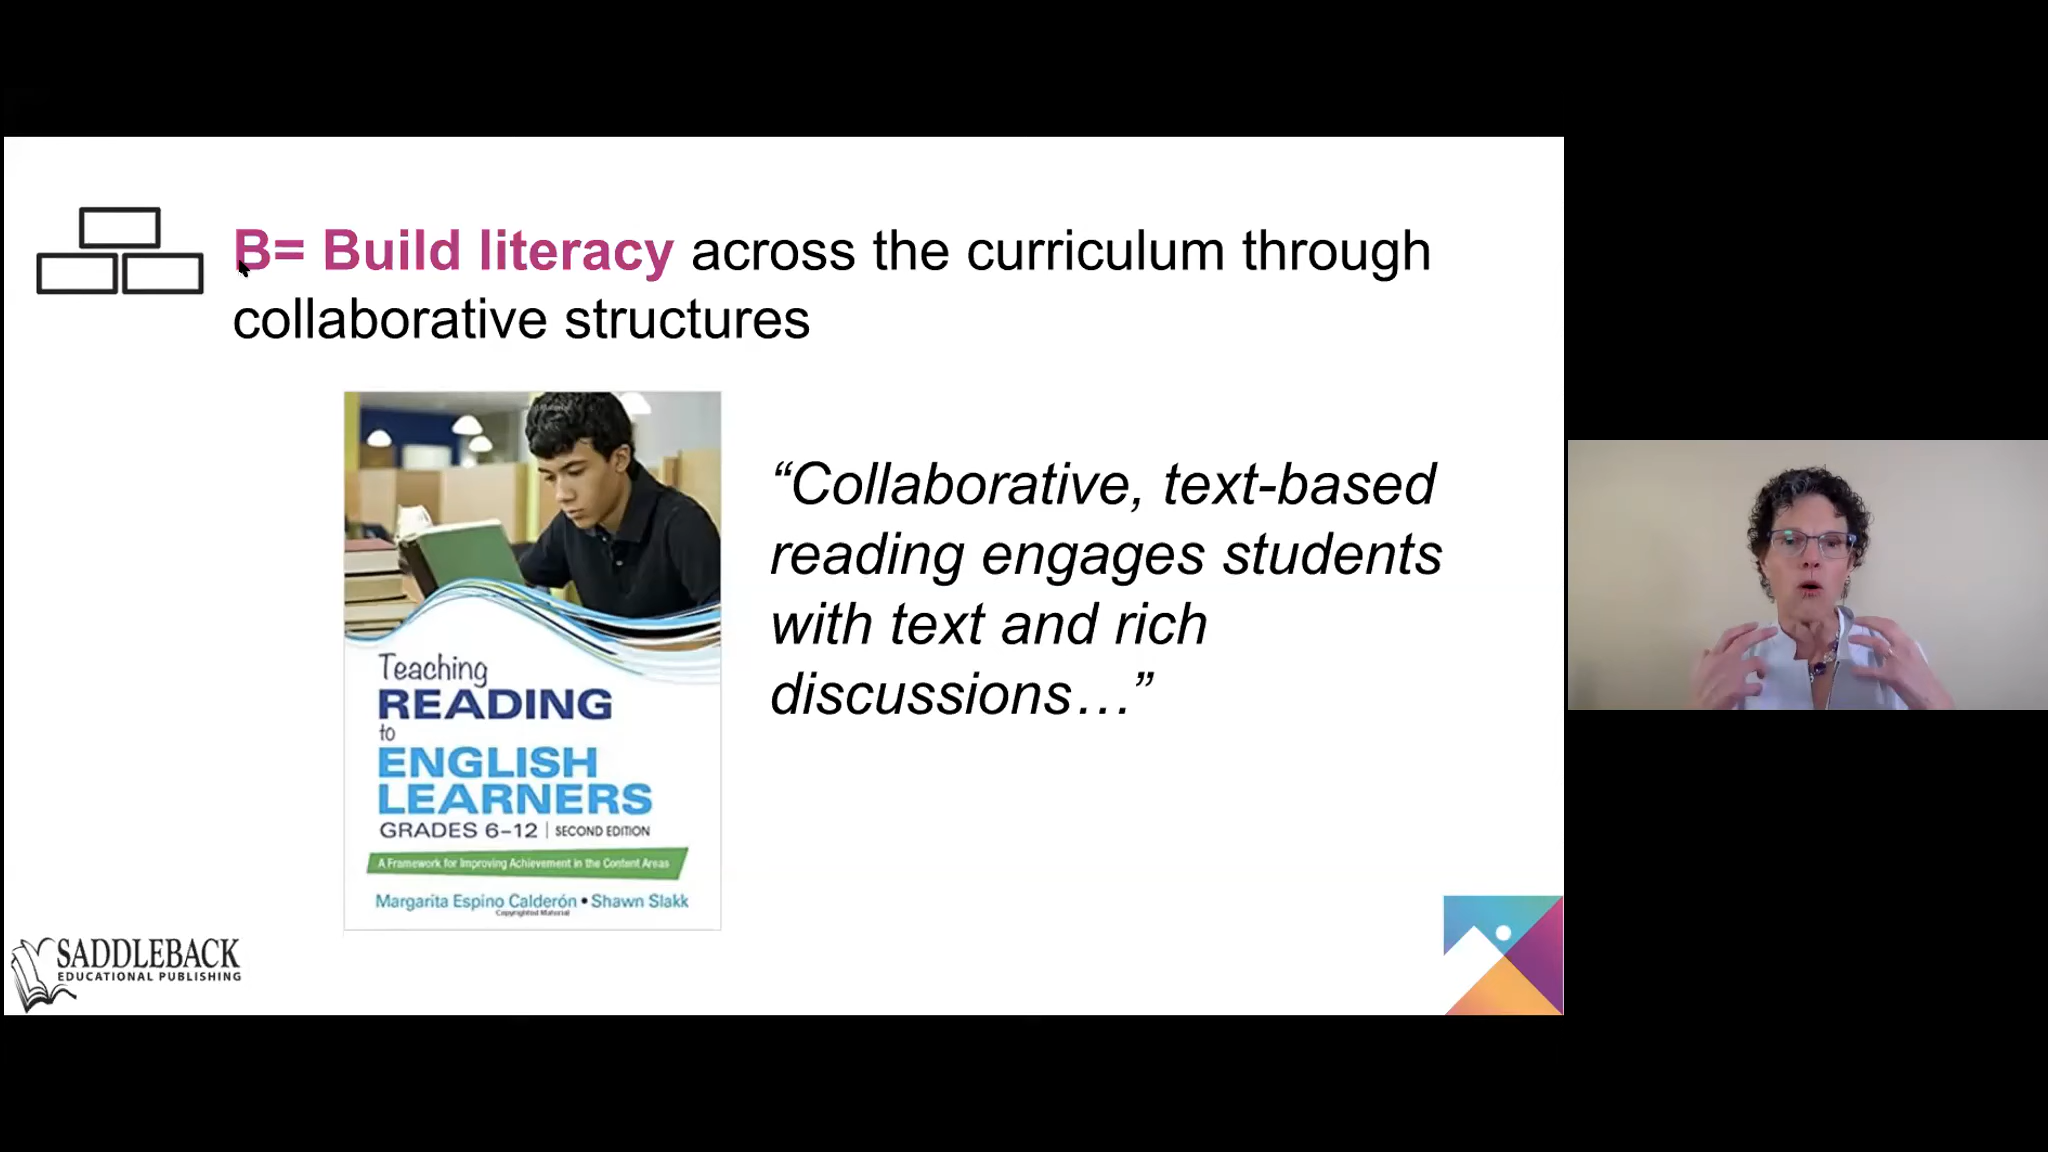 B= Build literacy across the curriculum through
collaborative structures
Teaching
READING
to
ENGLISH
LEARNERS
GRADES 6–12 | SECOND EDITION
A Framework for Improving Achievement in the Content Areas
Margarita Espino Calderón • Shawn Slakk
Copyrighted Material
“Collaborative, text-based
reading engages students
with text and rich
discussions…”
SADDLEBACK
EDUCATIONAL PUBLISHING